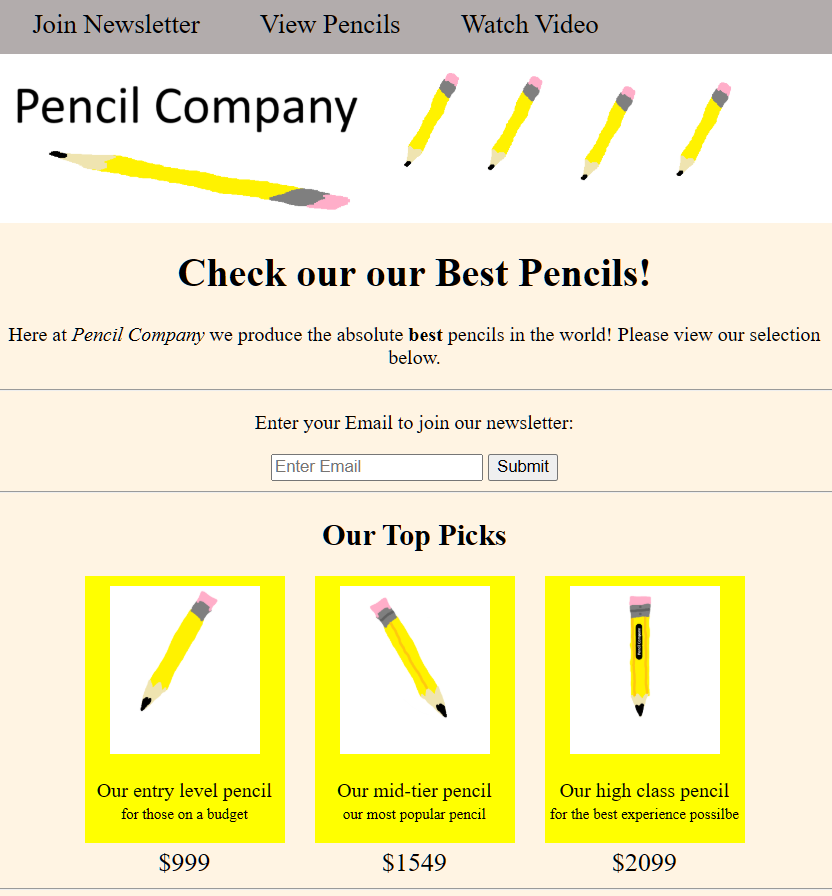 Join Newsletter View Pencils Watch Video
Pencil Company
Check our our Best Pencils!
Here at Pencil Company we produce the absolute best pencils in the world! Please view our selection
below.
Enter your Email to join our newsletter:
Enter Email Submit
Our Top Picks
Our entry level pencil
for those on a budget
$999
Our mid-tier pencil
our most popular pencil
$1549
Our high class pencil
for the best experience possilbe
$2099